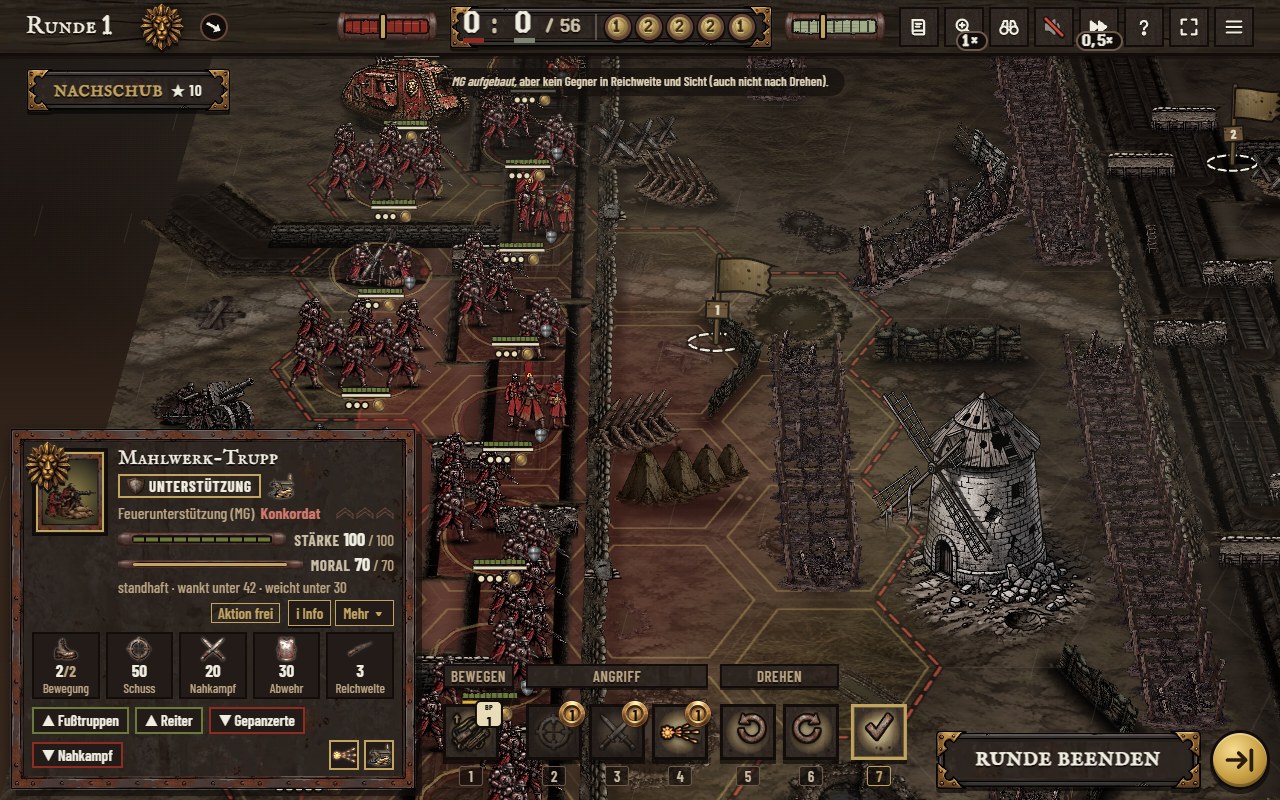 Runde 1
0 : 0 / 56
1 2 2 2 1
1×
0,5×
?
NACHSCHUB ★ 10
MG aufgebaut, aber kein Gegner in Reichweite und Sicht (auch nicht nach Drehen).
2
1
Mahlwerk-Trupp
UNTERSTÜTZUNG
Feuerunterstützung (MG) Konkordat
STÄRKE 100 / 100
MORAL 70 / 70
standhaft · wankt unter 42 · weicht unter 30
Aktion frei
i Info
Mehr
2/2 50 20 30 3
Bewegung Schuss Nahkampf Abwehr Reichweite
▲ Fußtruppen ▲ Reiter ▼ Gepanzerte
▼ Nahkampf
BEWEGEN ANGRIFF DREHEN
BP
1 1 1 1
1 2 3 4 5 6 7
RUNDE BEENDEN